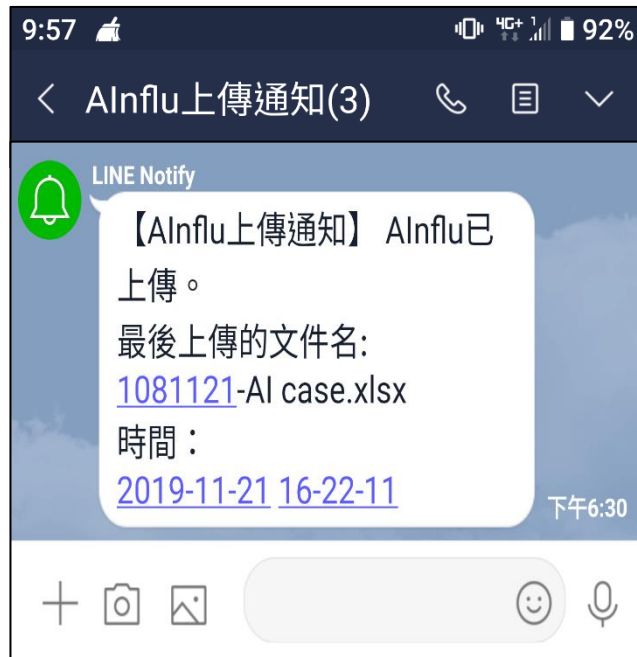 9:57 4G+ 92%
AInflu上傳通知(3)
LINE Notify
【AInflu上傳通知】 AInflu已
上傳。
最後上傳的文件名:
1081121-AI case.xlsx
時間：
2019-11-21 16-22-11
下午6:30